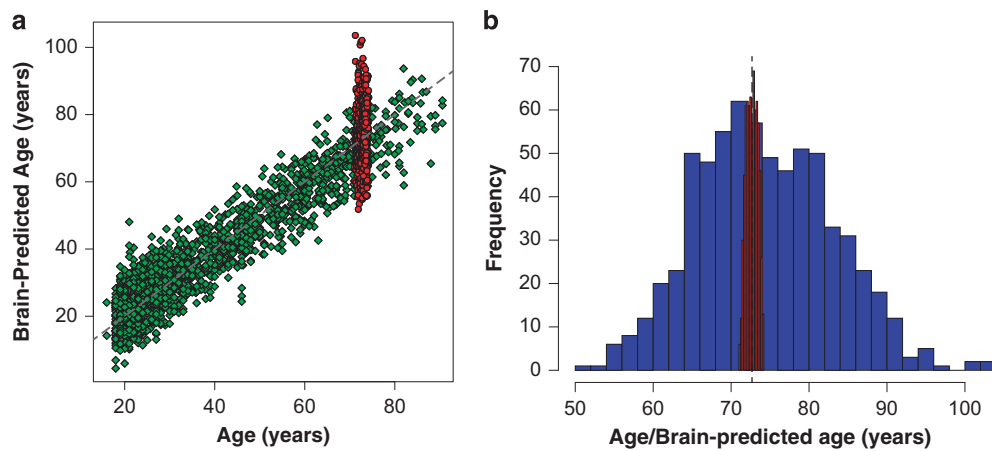 a
Brain-Predicted Age (years)
100
80
60
40
20
20 40 60 80
Age (years)
b
Frequency
70
60
50
40
30
20
10
0
50 60 70 80 90 100
Age/Brain-predicted age (years)